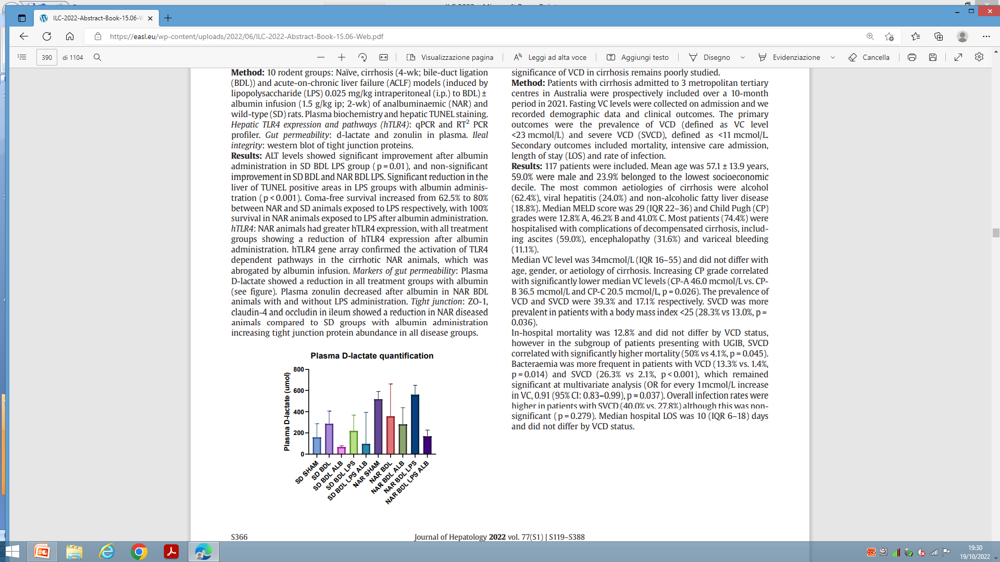 ILC-2022-Abstract-Book-15.06-W
https://easl.eu/wp-content/uploads/2022/06/ILC-2022-Abstract-Book-15.06-Web.pdf
390 di 1104
Visualizzazione pagina
Leggi ad alta voce
Aggiungi testo
Disegno
Evidenziazione
Cancella
Method: 10 rodent groups: Naïve, cirrhosis (4-wk; bile-duct ligation
(BDL)) and acute-on-chronic liver failure (ACLF) models (induced by
lipopolysaccharide (LPS) 0.025 mg/kg intraperitoneal (i.p.) to BDL) ±
albumin infusion (1.5 g/kg ip; 2-wk) of analbuminaemic (NAR) and
wild-type (SD) rats. Plasma biochemistry and hepatic TUNEL staining.
Hepatic TLR4 expression and pathways (hTLR4): qPCR and RT² PCR
profiler. Gut permeability: d-lactate and zonulin in plasma. Ileal
integrity: western blot of tight junction proteins.
Results: ALT levels showed significant improvement after albumin
administration in SD BDL LPS group (p = 0.01), and non-significant
improvement in SD BDL and NAR BDL LPS. Significant reduction in the
liver of TUNEL positive areas in LPS groups with albumin adminis-
tration (p < 0.001). Coma-free survival increased from 62.5% to 80%
between NAR and SD animals exposed to LPS respectively, with 100%
survival in NAR animals exposed to LPS after albumin administration.
hTLR4: NAR animals had greater hTLR4 expression, with all treatment
groups showing a reduction of hTLR4 expression after albumin
administration. hTLR4 gene array confirmed the activation of TLR4
dependent pathways in the cirrhotic NAR animals, which was
abrogated by albumin infusion. Markers of gut permeability: Plasma
D-lactate showed a reduction in all treatment groups with albumin
(see figure). Plasma zonulin decreased after albumin in NAR BDL
animals with and without LPS administration. Tight junction: ZO-1,
claudin-4 and occludin in ileum showed a reduction in NAR diseased
animals compared to SD groups with albumin administration
increasing tight junction protein abundance in all disease groups.
Plasma D-lactate quantification
Plasma D-lactate (umol)
800
600
400
200
0
SD SHAM
SD BDL
SD BDL ALB
SD BDL LPS
SD BDL LPS ALB
NAR SHAM
NAR BDL
NAR BDL ALB
NAR BDL LPS
NAR BDL LPS ALB
significance of VCD in cirrhosis remains poorly studied.
Method: Patients with cirrhosis admitted to 3 metropolitan tertiary
centres in Australia were prospectively included over a 10-month
period in 2021. Fasting VC levels were collected on admission and we
recorded demographic data and clinical outcomes. The primary
outcomes were the prevalence of VCD (defined as VC level
<23 mcmol/L) and severe VCD (SVCD), defined as <11 mcmol/L.
Secondary outcomes included mortality, intensive care admission,
length of stay (LOS) and rate of infection.
Results: 117 patients were included. Mean age was 57.1 ± 13.9 years,
59.0% were male and 23.9% belonged to the lowest socioeconomic
decile. The most common aetiologies of cirrhosis were alcohol
(62.4%), viral hepatitis (24.0%) and non-alcoholic fatty liver disease
(18.8%). Median MELD score was 29 (IQR 22–36) and Child Pugh (CP)
grades were 12.8% A, 46.2% B and 41.0% C. Most patients (74.4%) were
hospitalised with complications of decompensated cirrhosis, includ-
ing ascites (59.0%), encephalopathy (31.6%) and variceal bleeding
(11.1%).
Median VC level was 34mcmol/L (IQR 16–55) and did not differ with
age, gender, or aetiology of cirrhosis. Increasing CP grade correlated
with significantly lower median VC levels (CP-A 46.0 mcmol/L vs. CP-
B 36.5 mcmol/L and CP-C 20.5 mcmol/L, p = 0.026). The prevalence of
VCD and SVCD were 39.3% and 17.1% respectively. SVCD was more
prevalent in patients with a body mass index <25 (28.3% vs 13.0%, p =
0.036).
In-hospital mortality was 12.8% and did not differ by VCD status,
however in the subgroup of patients presenting with UGIB, SVCD
correlated with significantly higher mortality (50% vs 4.1%, p = 0.045).
Bacteraemia was more frequent in patients with VCD (13.3% vs. 1.4%,
p = 0.014) and SVCD (26.3% vs 2.1%, p < 0.001), which remained
significant at multivariate analysis (OR for every 1 mcmol/L increase
in VC, 0.91 (95% CI: 0.83–0.99), p = 0.037). Overall infection rates were
higher in patients with SVCD (40.0% vs. 27.8%) although this was non-
significant (p = 0.279). Median hospital LOS was 10 (IQR 6–18) days
and did not differ by VCD status.
S366
Journal of Hepatology 2022 vol. 77(S1) | S119–S388
19:30
19/10/2022